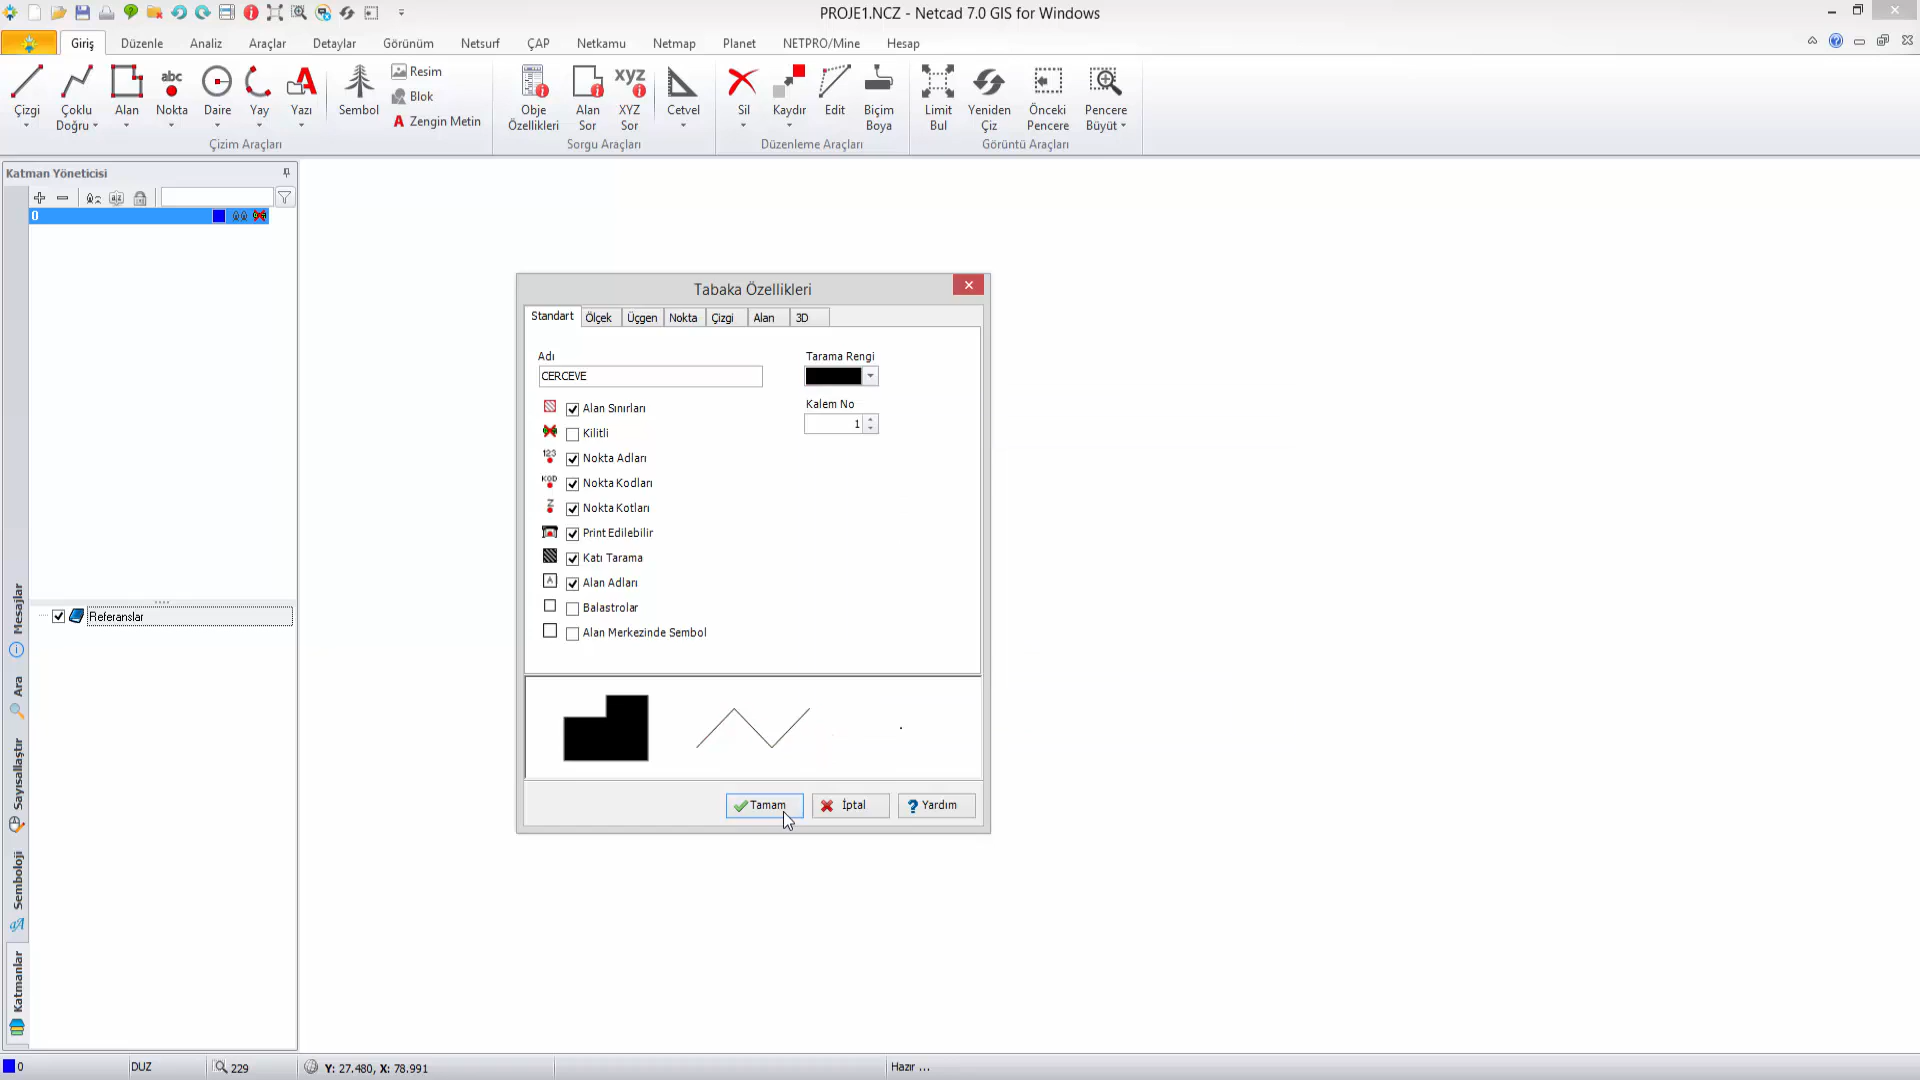 PROJE1.NCZ - Netcad 7.0 GIS for Windows
Giriş Düzenle Analiz Araçlar Detaylar Görünüm Netsurf ÇAP Netkamu Netmap Planet NETPRO/Mine Hesap
Çizgi
Çoklu Doğru
Alan
abc
Nokta
Daire
Yay
Yazı
Sembol
Resim
Blok
A Zengin Metin
Çizim Araçları
Obje Özellikleri
Alan Sor
xyz
XYZ Sor
Cetvel
Sorgu Araçları
Sil
Kaydır
Edit
Biçim Boya
Düzenleme Araçları
Limit Bul
Yeniden Çiz
Önceki Pencere
Pencere Büyüt
Görüntü Araçları
Katman Yöneticisi
0
Referanslar
Mesajlar
Ara
Sayısallaştır
Semboloji
Katmanlar
Tabaka Özellikleri
Standart Ölçek Üçgen Nokta Çizgi Alan 3D
Adı
CERCEVE
Tarama Rengi
Kalem No
1
Alan Sınırları
Kilitli
123
Nokta Adları
KOD
Nokta Kodları
Z
Nokta Kotları
Print Edilebilir
Katı Tarama
A
Alan Adları
Balastrolar
Alan Merkezinde Sembol
Tamam
İptal
? Yardım
0
DUZ
229
Y: 27.480, X: 78.991
Hazır ...